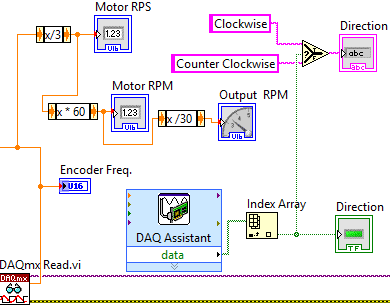 Motor RPS
Clockwise
Direction
x/3
1.23
abc
Counter Clockwise
abc
Motor RPM
Output RPM
x * 60
1.23
x /30
Encoder Freq.
U16
Index Array
Direction
DAQ Assistant
data
TF
DAQmx Read.vi
DAQmx